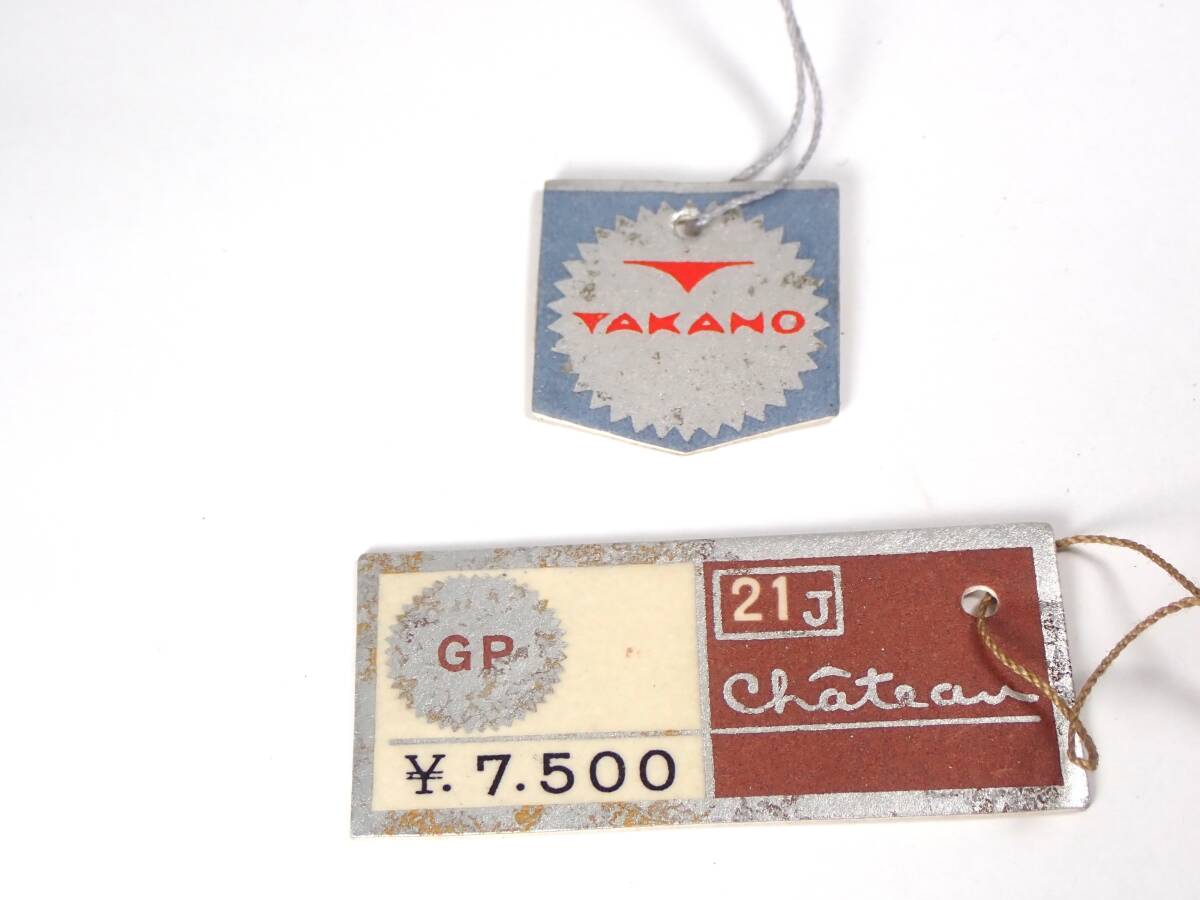 TAKANO
GP
¥. 7.500
21J
Château